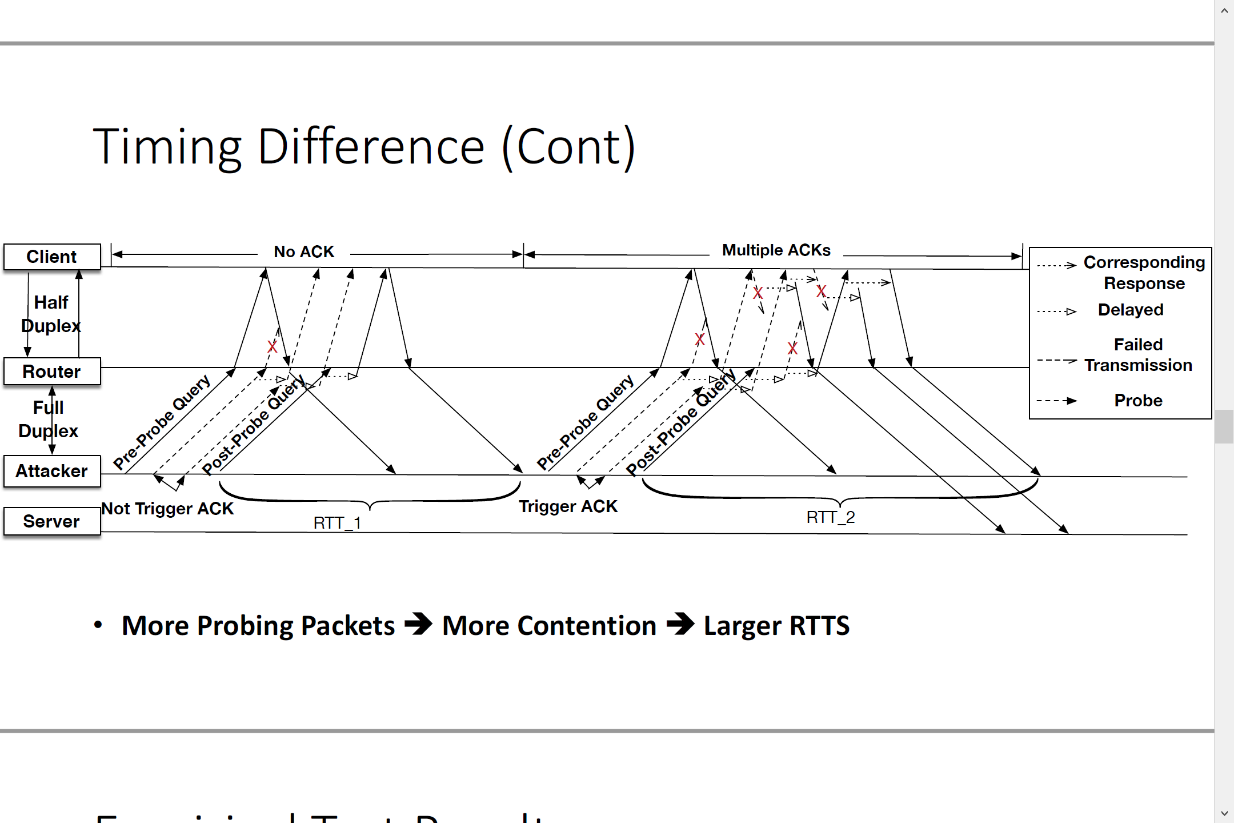 Timing Difference (Cont)
Client
No ACK
Multiple ACKs
Corresponding
Response
Delayed
Failed
Transmission
Probe
Half
Duplex
X
X
X
X
X
Router
Full
Duplex
Pre-Probe Query
Post-Probe Query
Pre-Probe Query
Post-Probe Query
Attacker
Not Trigger ACK
RTT_1
Trigger ACK
RTT_2
Server
• More Probing Packets ➔ More Contention ➔ Larger RTTS